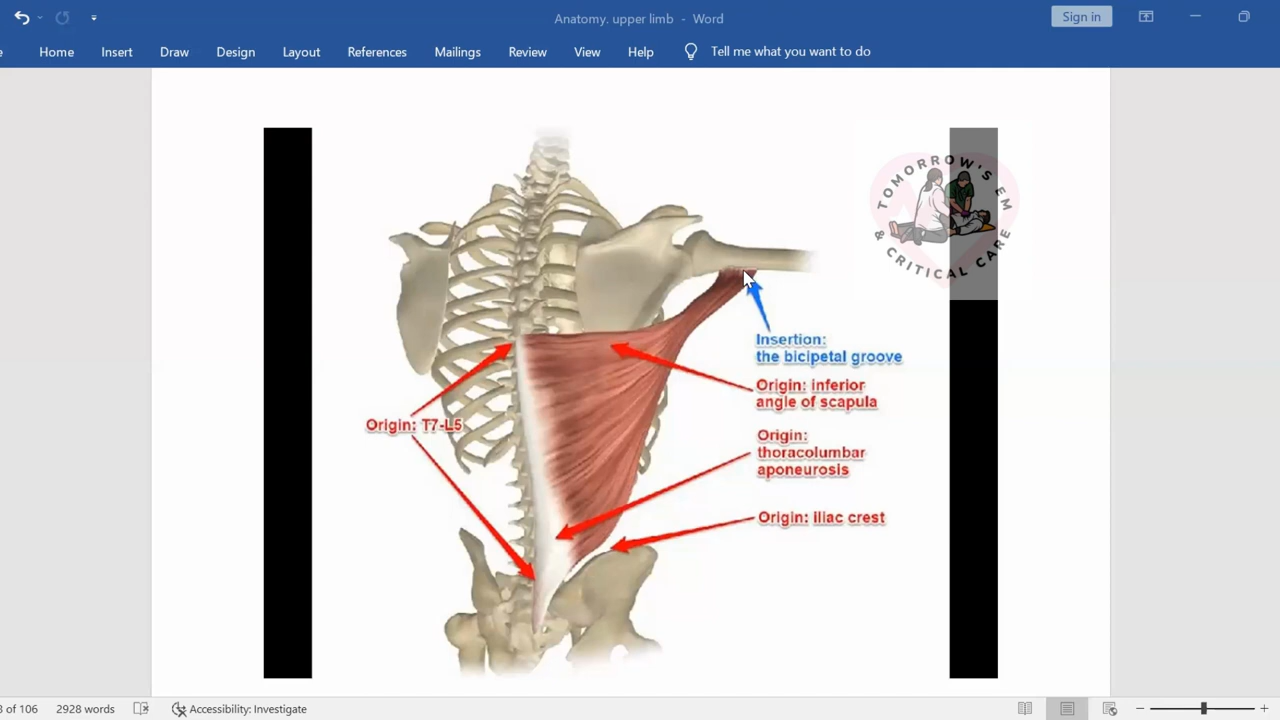 Anatomy. upper limb - Word
Sign in
Home Insert Draw Design Layout References Mailings Review View Help Tell me what you want to do
TOMORROW'S EM
& CRITICAL CARE
Insertion:
the bicipetal groove
Origin: inferior
angle of scapula
Origin: T7-L5
Origin:
thoracolumbar
aponeurosis
Origin: iliac crest
of 106 2928 words Accessibility: Investigate